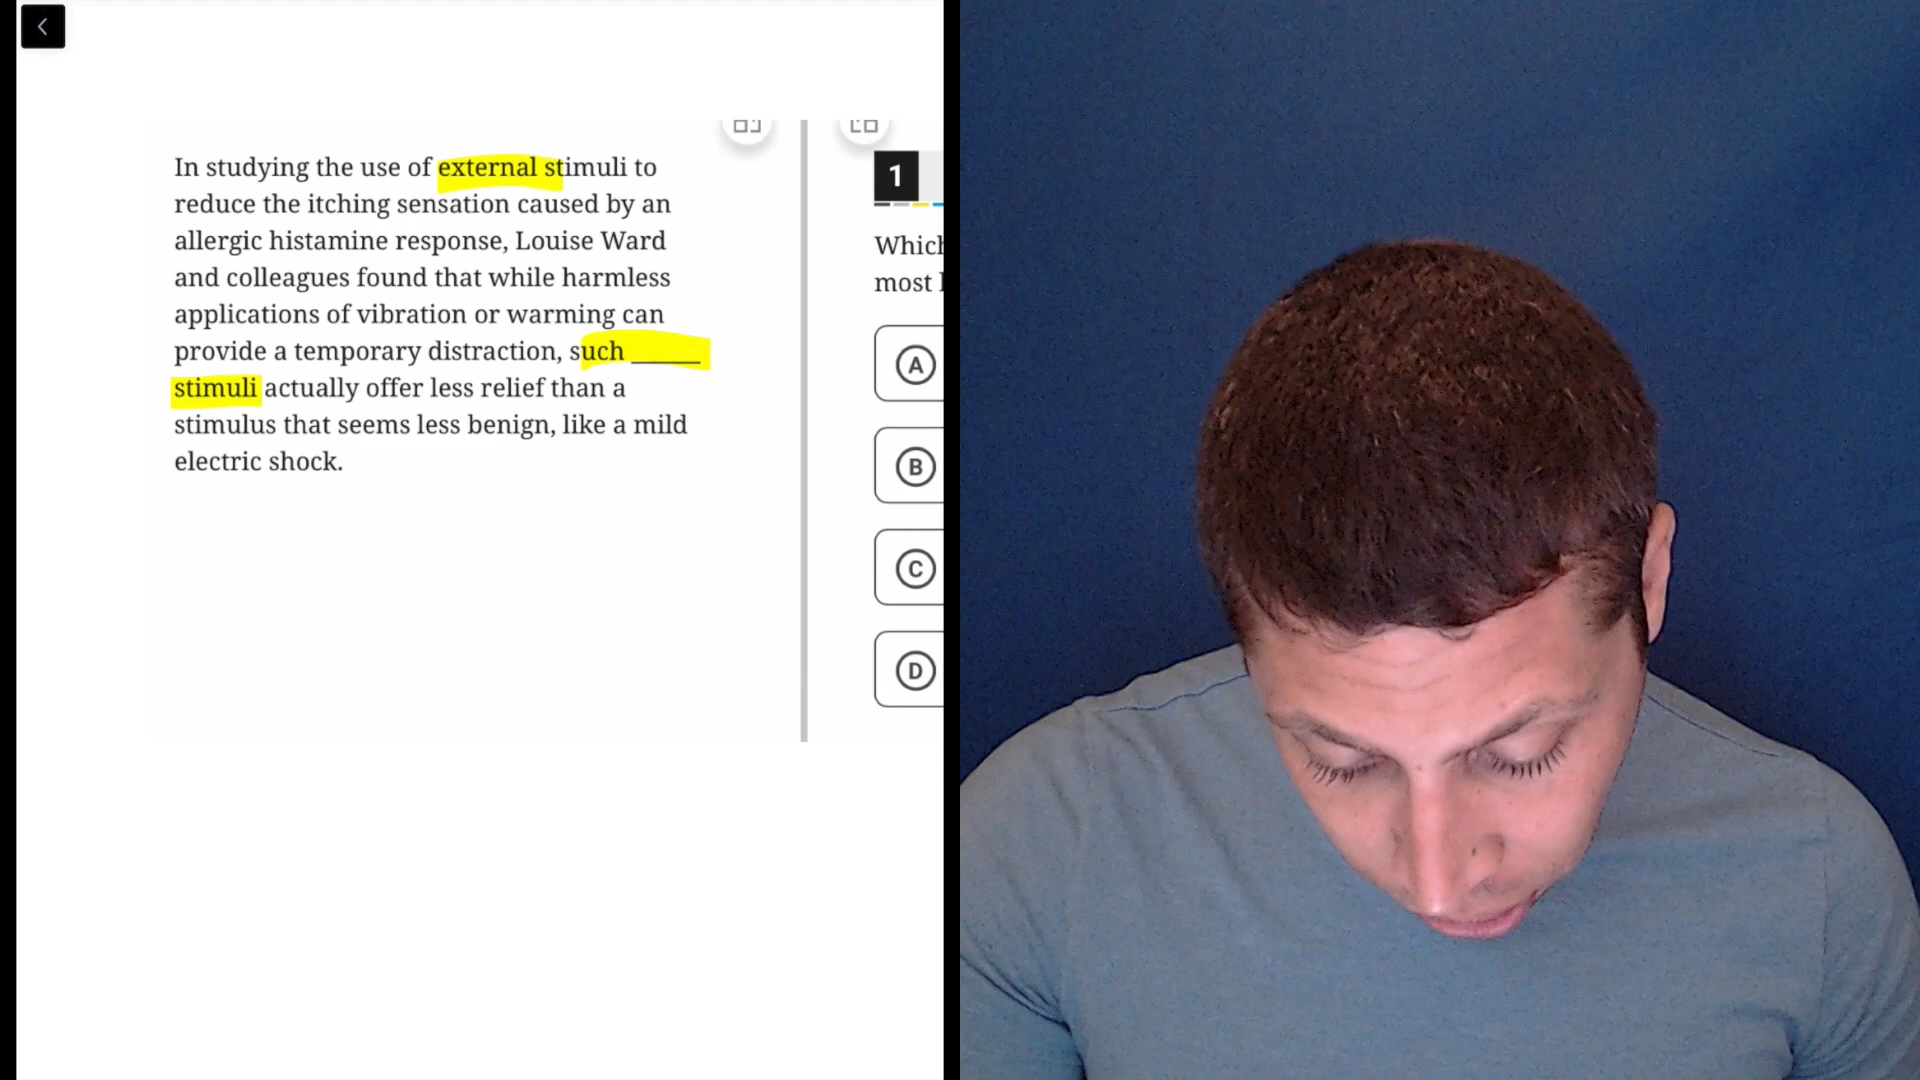 In studying the use of external stimuli to
reduce the itching sensation caused by an
allergic histamine response, Louise Ward
and colleagues found that while harmless
applications of vibration or warming can
provide a temporary distraction, such ______
stimuli actually offer less relief than a
stimulus that seems less benign, like a mild
electric shock.
1
Which
most
A
B
C
D